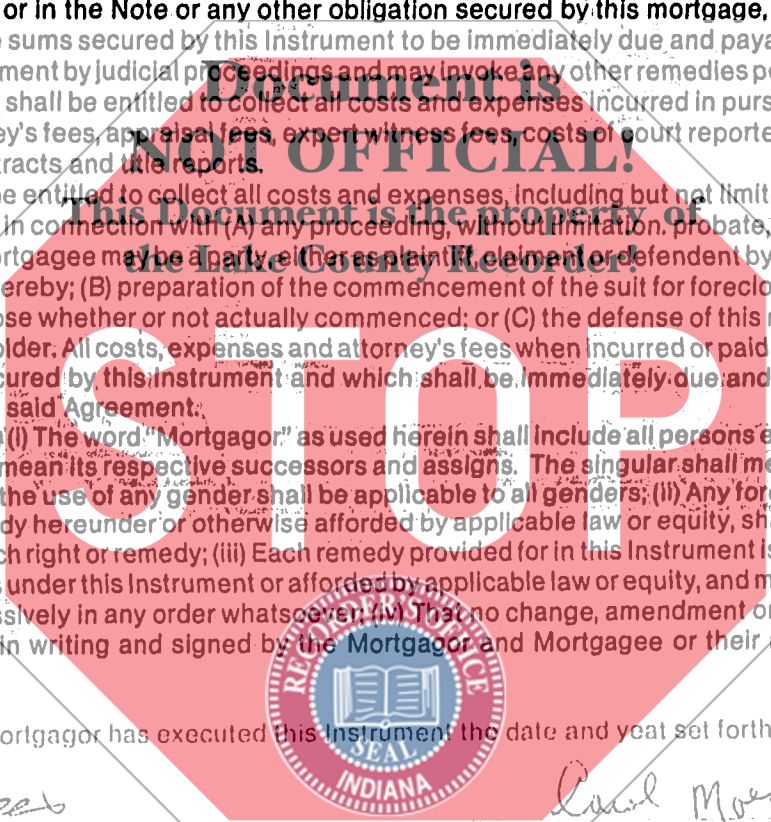 or in the Note or any other obligation secured by this mortgage,
sums secured by this Instrument to be immediately due and paya
ment by judicial proceedings and may invoke any other remedies p
Document is
shall be entitled to collect all costs and expenses incurred in purs
ey's fees, appraisal fees, expert witness fees, costs of court reporte
NOT OFFICIAL!
tracts and title reports.
e entitled to collect all costs and expenses, including but not limit
This Document is the property of
in connection with (A) any proceeding, without limitation. probate,
the Lake County Recorder!
rtgagee may be a party, either as plaintiff, claimant or defendent by
ereby; (B) preparation of the commencement of the suit for foreclo
ose whether or not actually commenced; or (C) the defense of this
older. All costs, expenses and attorney's fees when incurred or paid
cured by this instrument and which shall be immediately due and
said Agreement.
STOP
(i) The word "Mortgagor" as used herein shall include all persons e
mean its respective successors and assigns. The singular shall me
the use of any gender shall be applicable to all genders; (ii) Any for
dy hereunder or otherwise afforded by applicable law or equity, sh
ch right or remedy; (iii) Each remedy provided for in this Instrument is
under this Instrument or afforded by applicable law or equity, and m
ssively in any order whatsoever; (iv) That no change, amendment or
in writing and signed by the Mortgagor and Mortgagee or their
RECORDER'S OFFICE
SEAL
INDIANA
ortgagor has executed this Instrument the date and yeat set forth
Carol